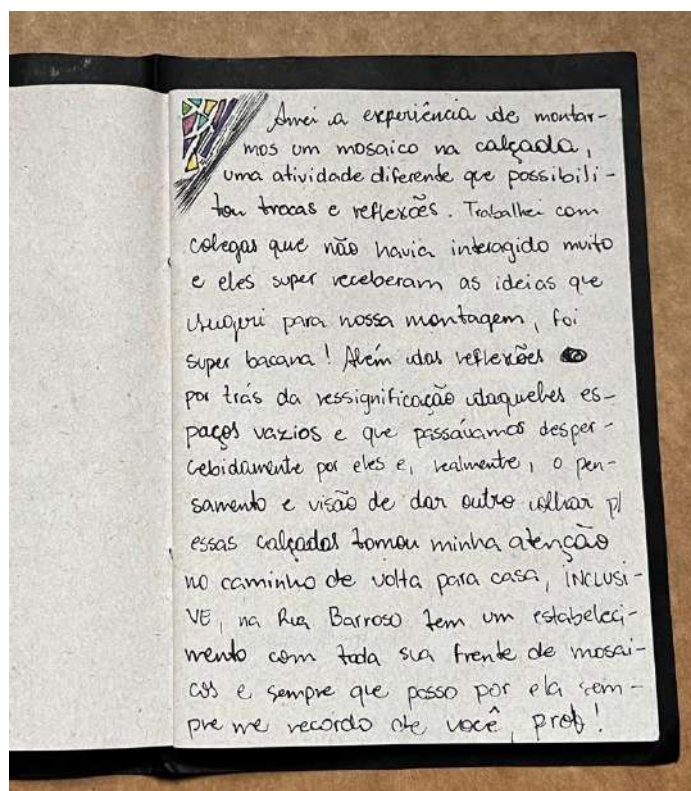 Amei a experiência de montar-
mos um mosaico na calçada,
uma atividade diferende que possibili-
tou trocas e reflexões. Trabalhei com
colegas que não havia interagido muito
e eles super receberam as ideias que
sugeri para nossa montagem, foi
super bacana! Além das reflexões
por trás da ressignificação daqueles es-
paços vazios e que passávamos desper-
cebidamente por eles e, realmente, o pen-
samento e visão de dar outro olhar p/
essas calçadas tomou minha atenção
no caminho de volta para casa, INCLUSI-
VE, na Rua Barroso tem um estabeleci-
mento com toda sua frente de mosai-
cos e sempre que passo por ela sem-
pre me recordo de você, prof!